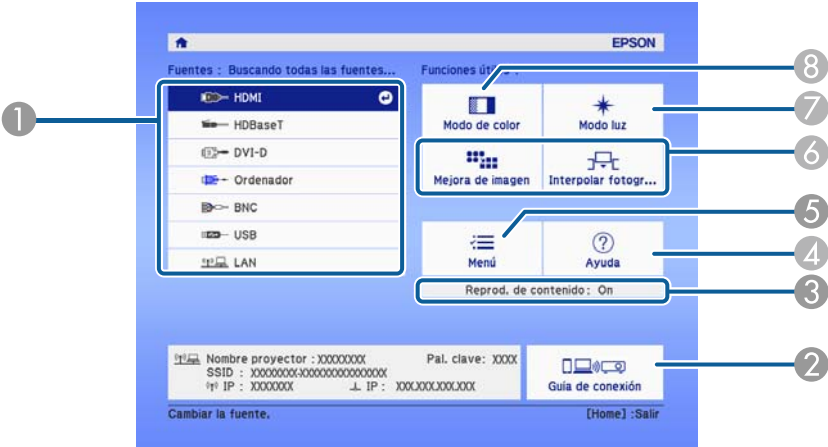 EPSON
Fuentes : Buscando todas las fuentes...
HDMI
HDBaseT
DVI-D
Ordenador
BNC
USB
LAN
Funciones :
Modo de color
Modo luz
Mejora de imagen
Interpolar fotogr...
Menú
Ayuda
Reprod. de contenido: On
Nombre proyector : XXXXXXXX
Pal. clave: XXXX
SSID : XXXXXXXX-XXXXXXXXXXXXXX
IP : XXXXXXX
IP : XXX.XXX.XXX.XXX
Guía de conexión
Cambiar la fuente.
[Home] :Salir
1
8
7
6
5
4
3
2